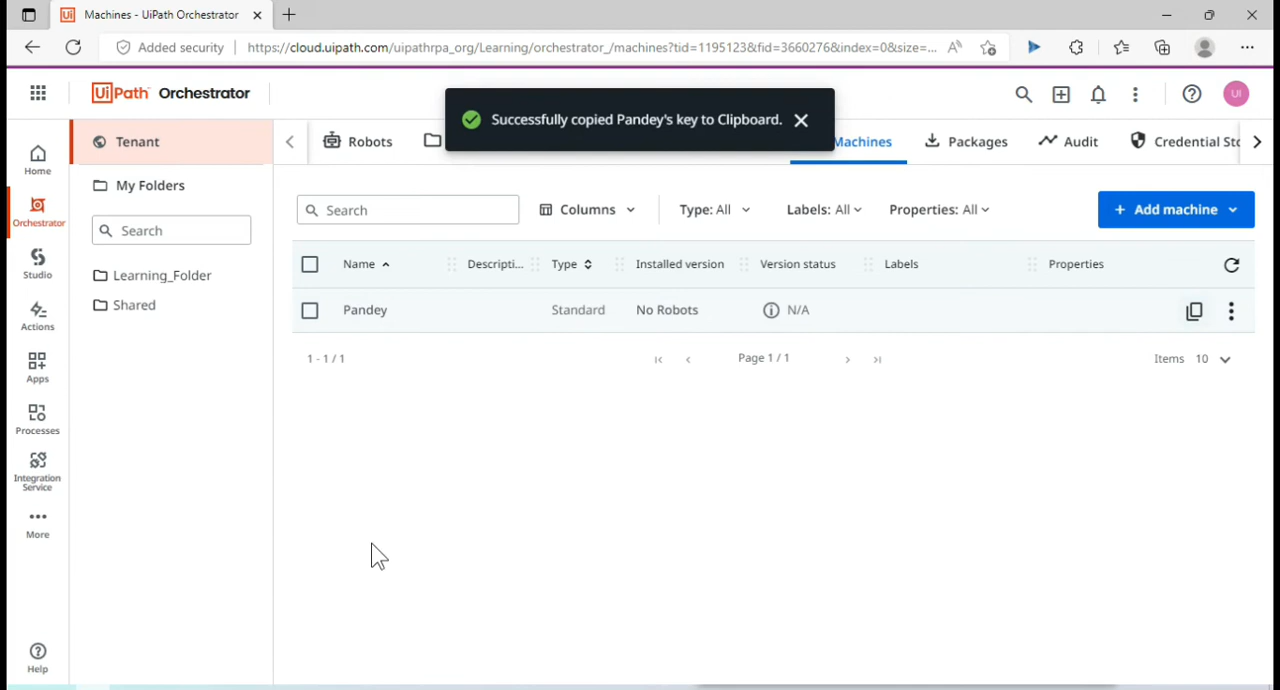 Machines - UiPath Orchestrator
Added security
https://cloud.uipath.com/uipathrpa_org/Learning/orchestrator_/machines?tid=1195123&fid=3660276&index=0&size=...
UiPath Orchestrator
UI
Successfully copied Pandey's key to Clipboard.
Tenant
Robots
Machines
Packages
Audit
Credential Sto
Home
My Folders
Search
Columns
Type: All
Labels: All
Properties: All
+ Add machine
Orchestrator
Search
Name
Descripti...
Type
Installed version
Version status
Labels
Properties
Studio
Learning_Folder
Shared
Pandey
Standard
No Robots
N/A
Actions
1 - 1 / 1
Page 1 / 1
Items 10
Apps
Processes
Integration
Service
More
Help